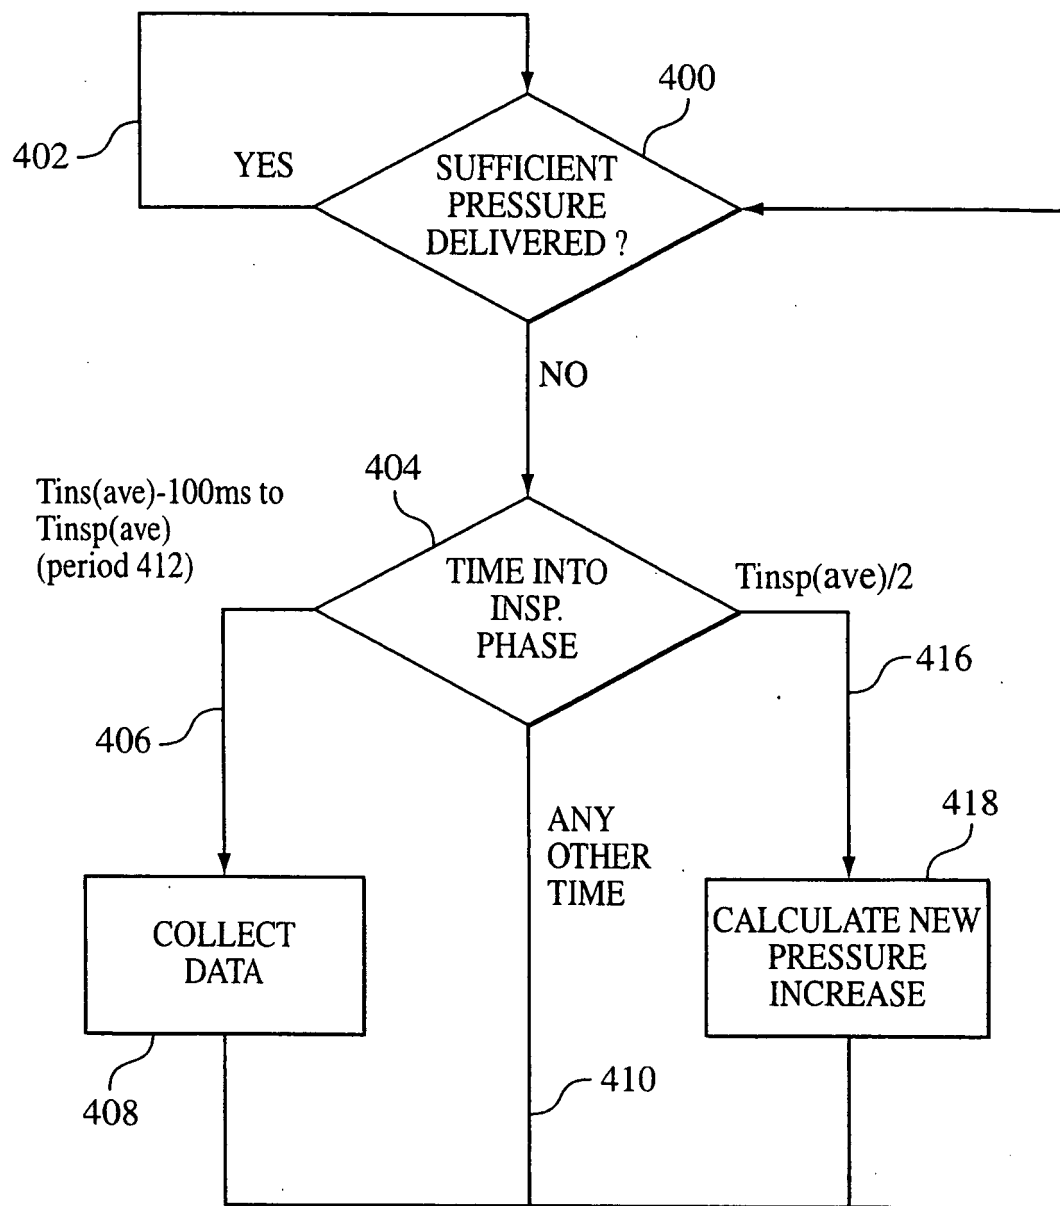 400
402
YES
SUFFICIENT
PRESSURE
DELIVERED ?
NO
404
Tins(ave)-100ms to
Tinsp(ave)
(period 412)
TIME INTO
INSP.
PHASE
Tinsp(ave)/2
416
406
ANY
OTHER
TIME
418
COLLECT
DATA
CALCULATE NEW
PRESSURE
INCREASE
410
408